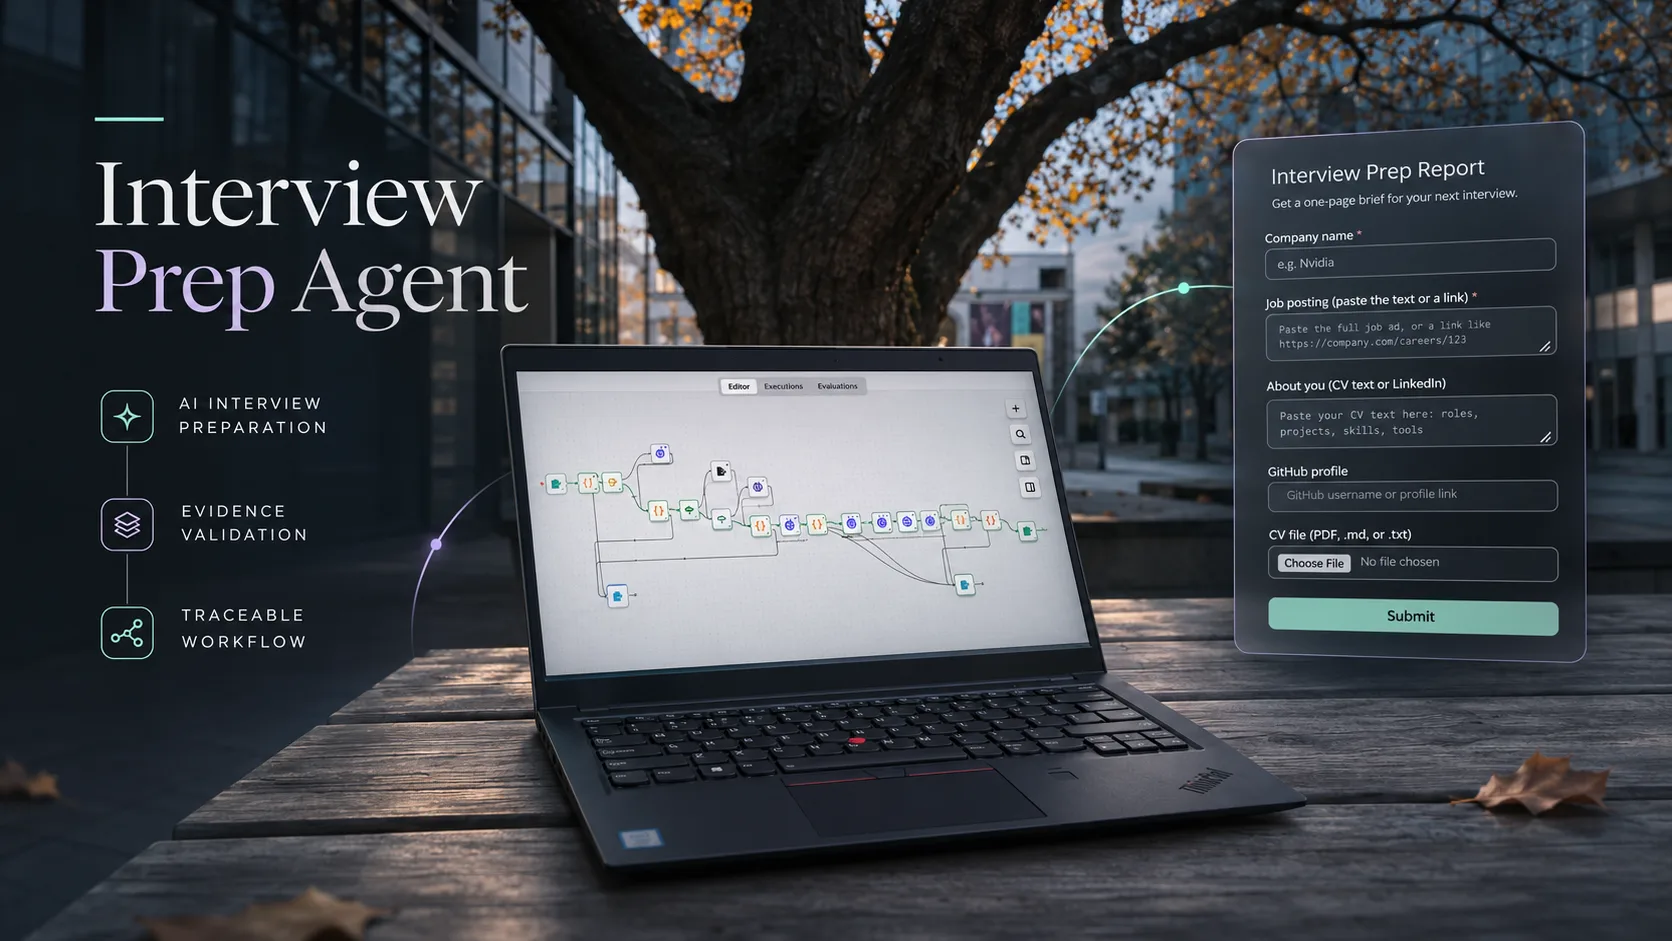 Interview
Prep Agent
AI INTERVIEW
PREPARATION
EVIDENCE
VALIDATION
TRACEABLE
WORKFLOW
Editor
Executions
Evaluations
ThinkPad
Interview Prep Report
Get a one-page brief for your next interview.
Company name *
e.g. Nvidia
Job posting (paste the text or a link) *
Paste the full job ad, or a link like
https://company.com/careers/123
About you (CV text or LinkedIn)
Paste your CV text here: roles,
projects, skills, tools
GitHub profile
GitHub username or profile link
CV file (PDF, .md, or .txt)
Choose File
No file chosen
Submit